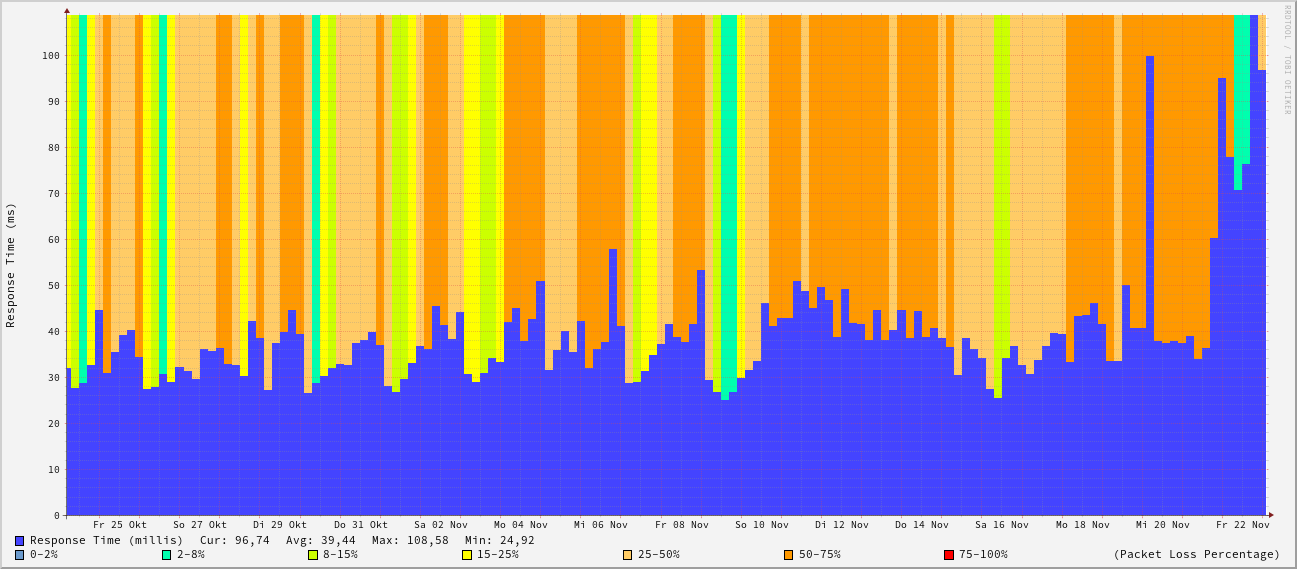 RRDTOOL / TOBI OETIKER
Response Time (ms)
100
90
80
70
60
50
40
30
20
10
0
Fr 25 Okt So 27 Okt Di 29 Okt Do 31 Okt Sa 02 Nov Mo 04 Nov Mi 06 Nov Fr 08 Nov So 10 Nov Di 12 Nov Do 14 Nov Sa 16 Nov Mo 18 Nov Mi 20 Nov Fr 22 Nov
Response Time (millis) Cur: 96,74 Avg: 39,44 Max: 108,58 Min: 24,92
0-2% 2-8% 8-15% 15-25% 25-50% 50-75% 75-100% (Packet Loss Percentage)